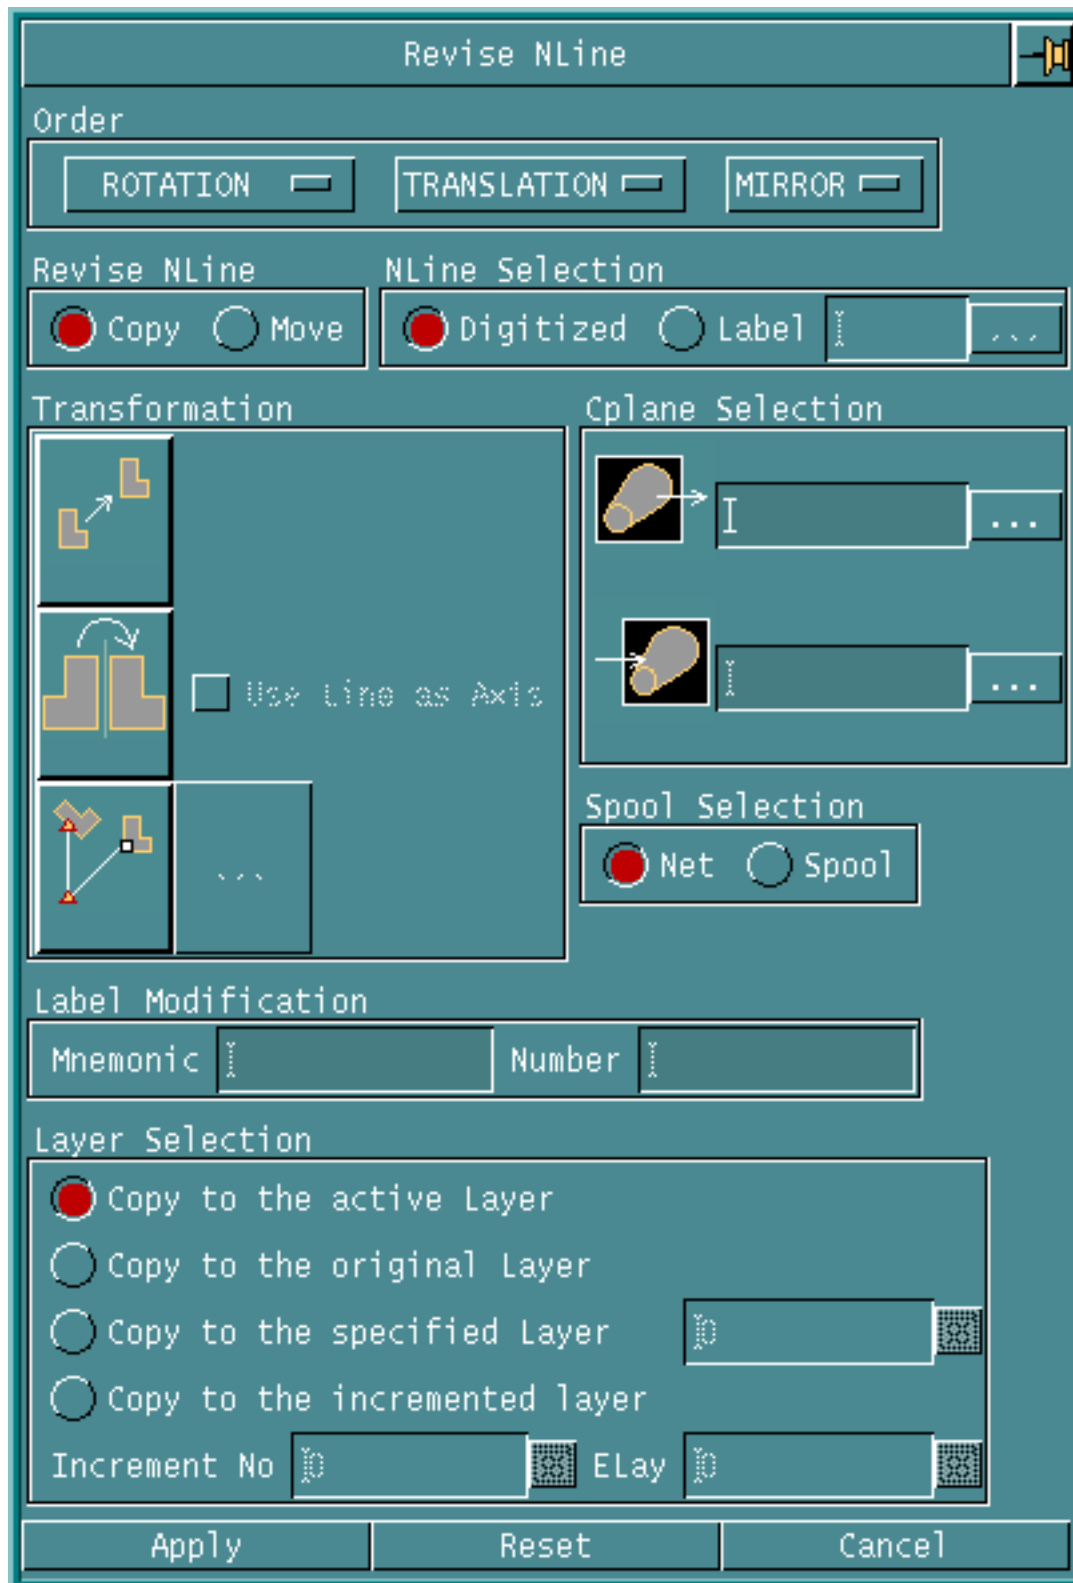 Revise NLine
Order
ROTATION TRANSLATION MIRROR
Revise NLine NLine Selection
Copy Move Digitized Label ...
Transformation Cplane Selection
...
Use Line as Axis ...
Spool Selection
... Net Spool
Label Modification
Mnemonic Number
Layer Selection
Copy to the active Layer
Copy to the original Layer
Copy to the specified Layer 0
Copy to the incremented layer
Increment No 0 ELay 0
Apply Reset Cancel